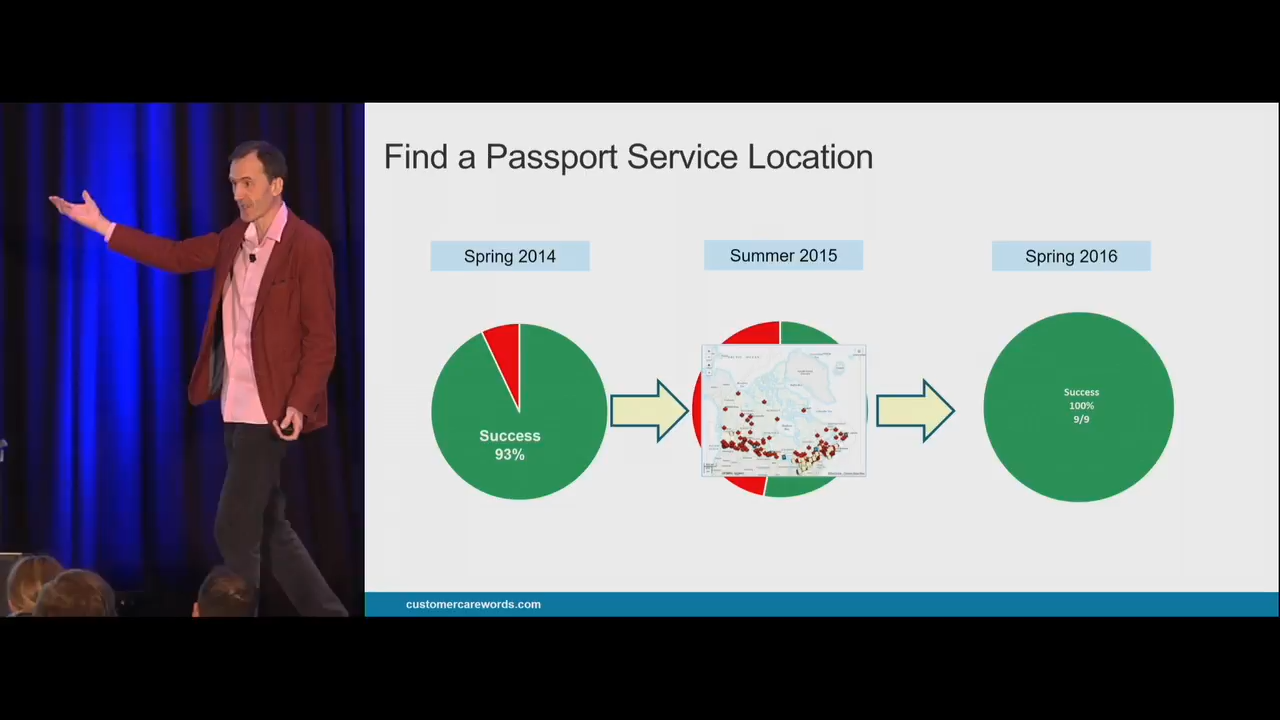 Find a Passport Service Location
Spring 2014
Summer 2015
Spring 2016
Success
93%
Success
100%
9/9
customercarewords.com